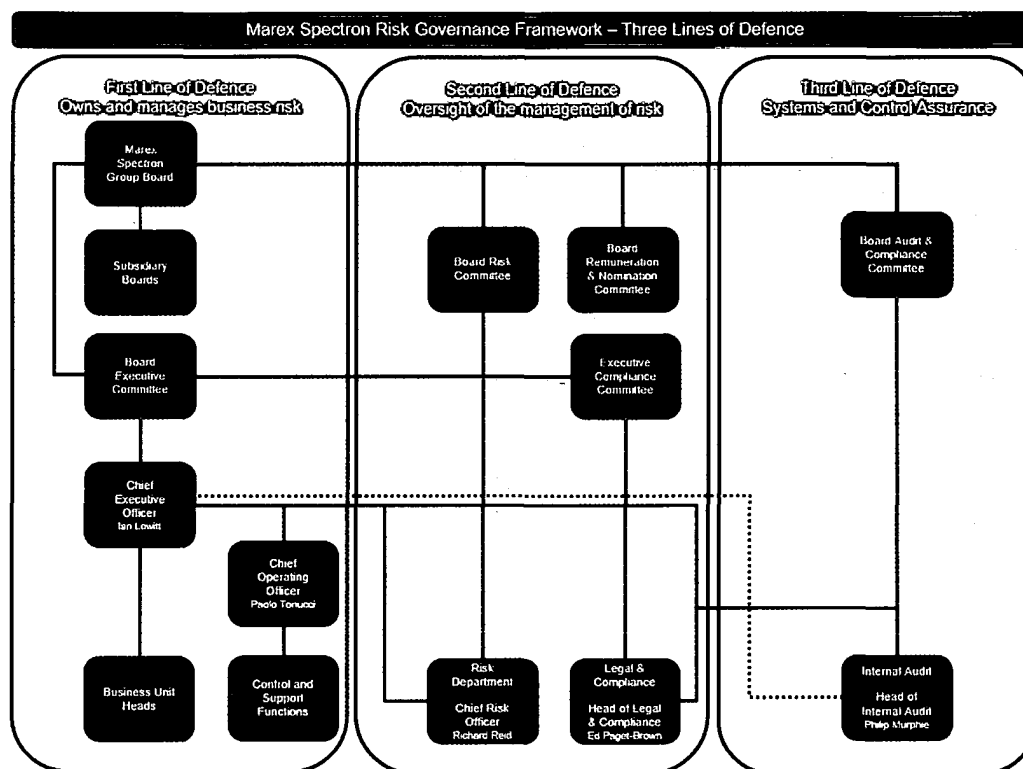 Marex Spectron Risk Governance Framework – Three Lines of Defence
First Line of Defence
Owns and manages business risk
Second Line of Defence
Oversight of the management of risk
Third Line of Defence
Systems and Control Assurance
Marex
Spectron
Group Board
Subsidiary
Boards
Board Risk
Committee
Board
Remuneration
& Nomination
Committee
Board Audit &
Compliance
Committee
Board
Executive
Committee
Executive
Compliance
Committee
Chief
Executive
Officer
Ian Lowitt
Chief
Operating
Officer
Paolo Tonucci
Business Unit
Heads
Control and
Support
Functions
Risk
Department
Chief Risk
Officer
Richard Reid
Legal &
Compliance
Head of Legal
& Compliance
Ed Paget-Brown
Internal Audit
Head of
Internal Audit
Philip Murphie